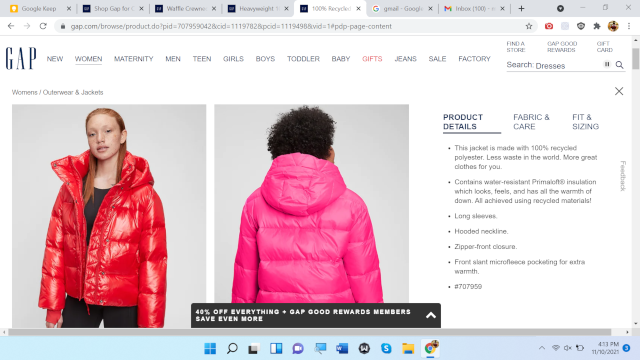 Google Keep
Shop Gap for
Waffle Crewne
Heavyweight
100% Recycled
gmail - Google
Inbox (100) -
gap.com/browse/product.do?pid=707959042&cid=1119782&pcid=1119498&vid=1#pdp-page-content
FIND A STORE
GAP GOOD REWARDS
GIFT CARD
GAP
NEW WOMEN MATERNITY MEN TEEN GIRLS BOYS TODDLER BABY GIFTS JEANS SALE FACTORY
Search: Dresses
Womens / Outerwear & Jackets
PRODUCT DETAILS
FABRIC & CARE
FIT & SIZING
• This jacket is made with 100% recycled
polyester. Less waste in the world. More great
clothes for you.
• Contains water-resistant Primaloft® insulation
which looks, feels, and has all the warmth of
down. All achieved using recycled materials!
• Long sleeves.
• Hooded neckline.
• Zipper-front closure.
• Front slant microfleece pocketing for extra
warmth.
• #707959
Feedback
40% OFF EVERYTHING + GAP GOOD REWARDS MEMBERS
SAVE EVEN MORE
4:13 PM
11/10/2021